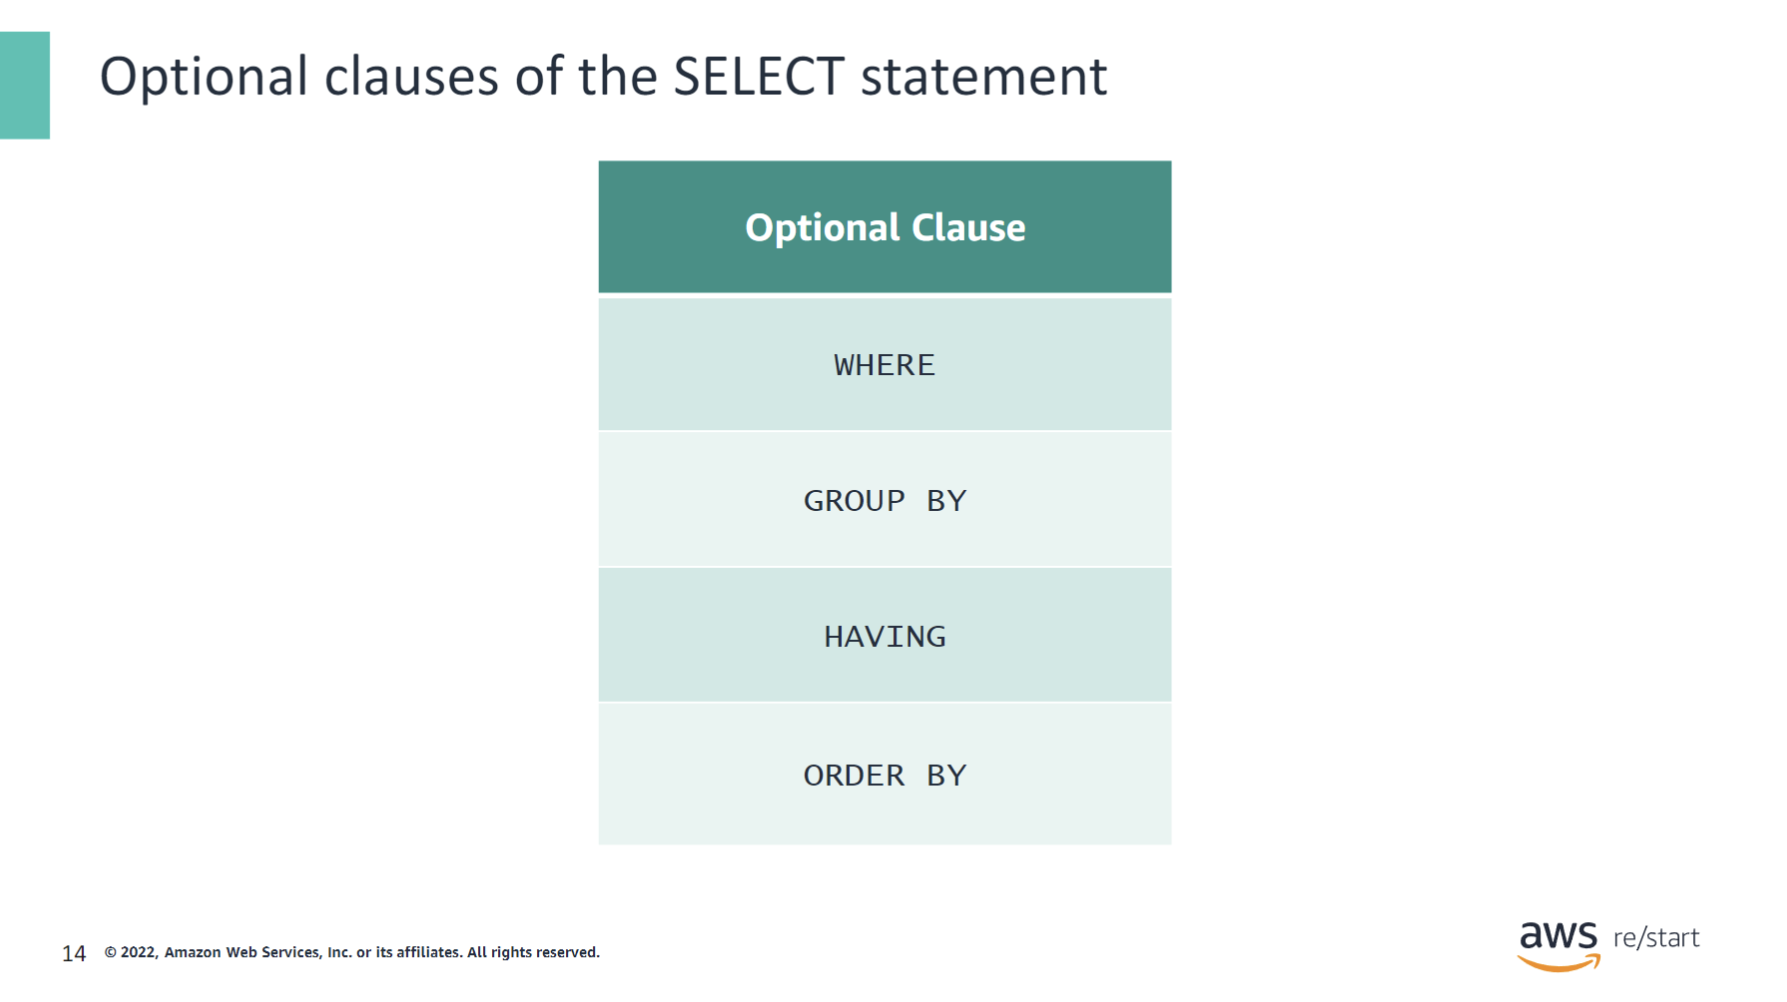 Optional clauses of the SELECT statement
Optional Clause
WHERE
GROUP BY
HAVING
ORDER BY
14 © 2022, Amazon Web Services, Inc. or its affiliates. All rights reserved.
aws re/start